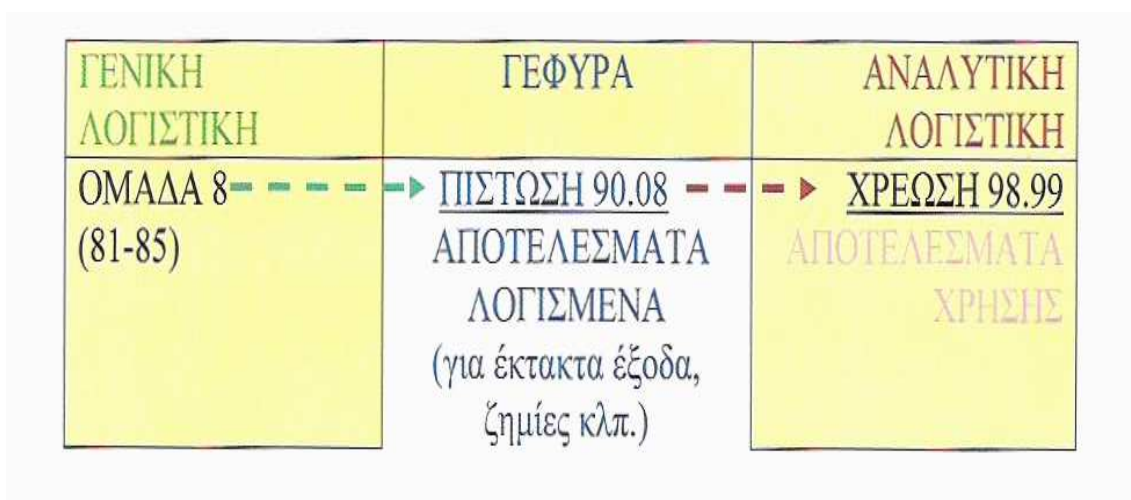 ΓΕΝΙΚΗ
ΛΟΓΙΣΤΙΚΗ
ΓΕΦΥΡΑ
ΑΝΑΛΥΤΙΚΗ
ΛΟΓΙΣΤΙΚΗ
ΟΜΑΔΑ 8
(81-85)
ΠΙΣΤΩΣΗ 90.08
ΑΠΟΤΕΛΕΣΜΑΤΑ
ΛΟΓΙΣΜΕΝΑ
(για έκτακτα έξοδα,
ζημίες κλπ.)
ΧΡΕΩΣΗ 98.99
ΑΠΟΤΕΛΕΣΜΑΤΑ
ΧΡΗΣΗΣ